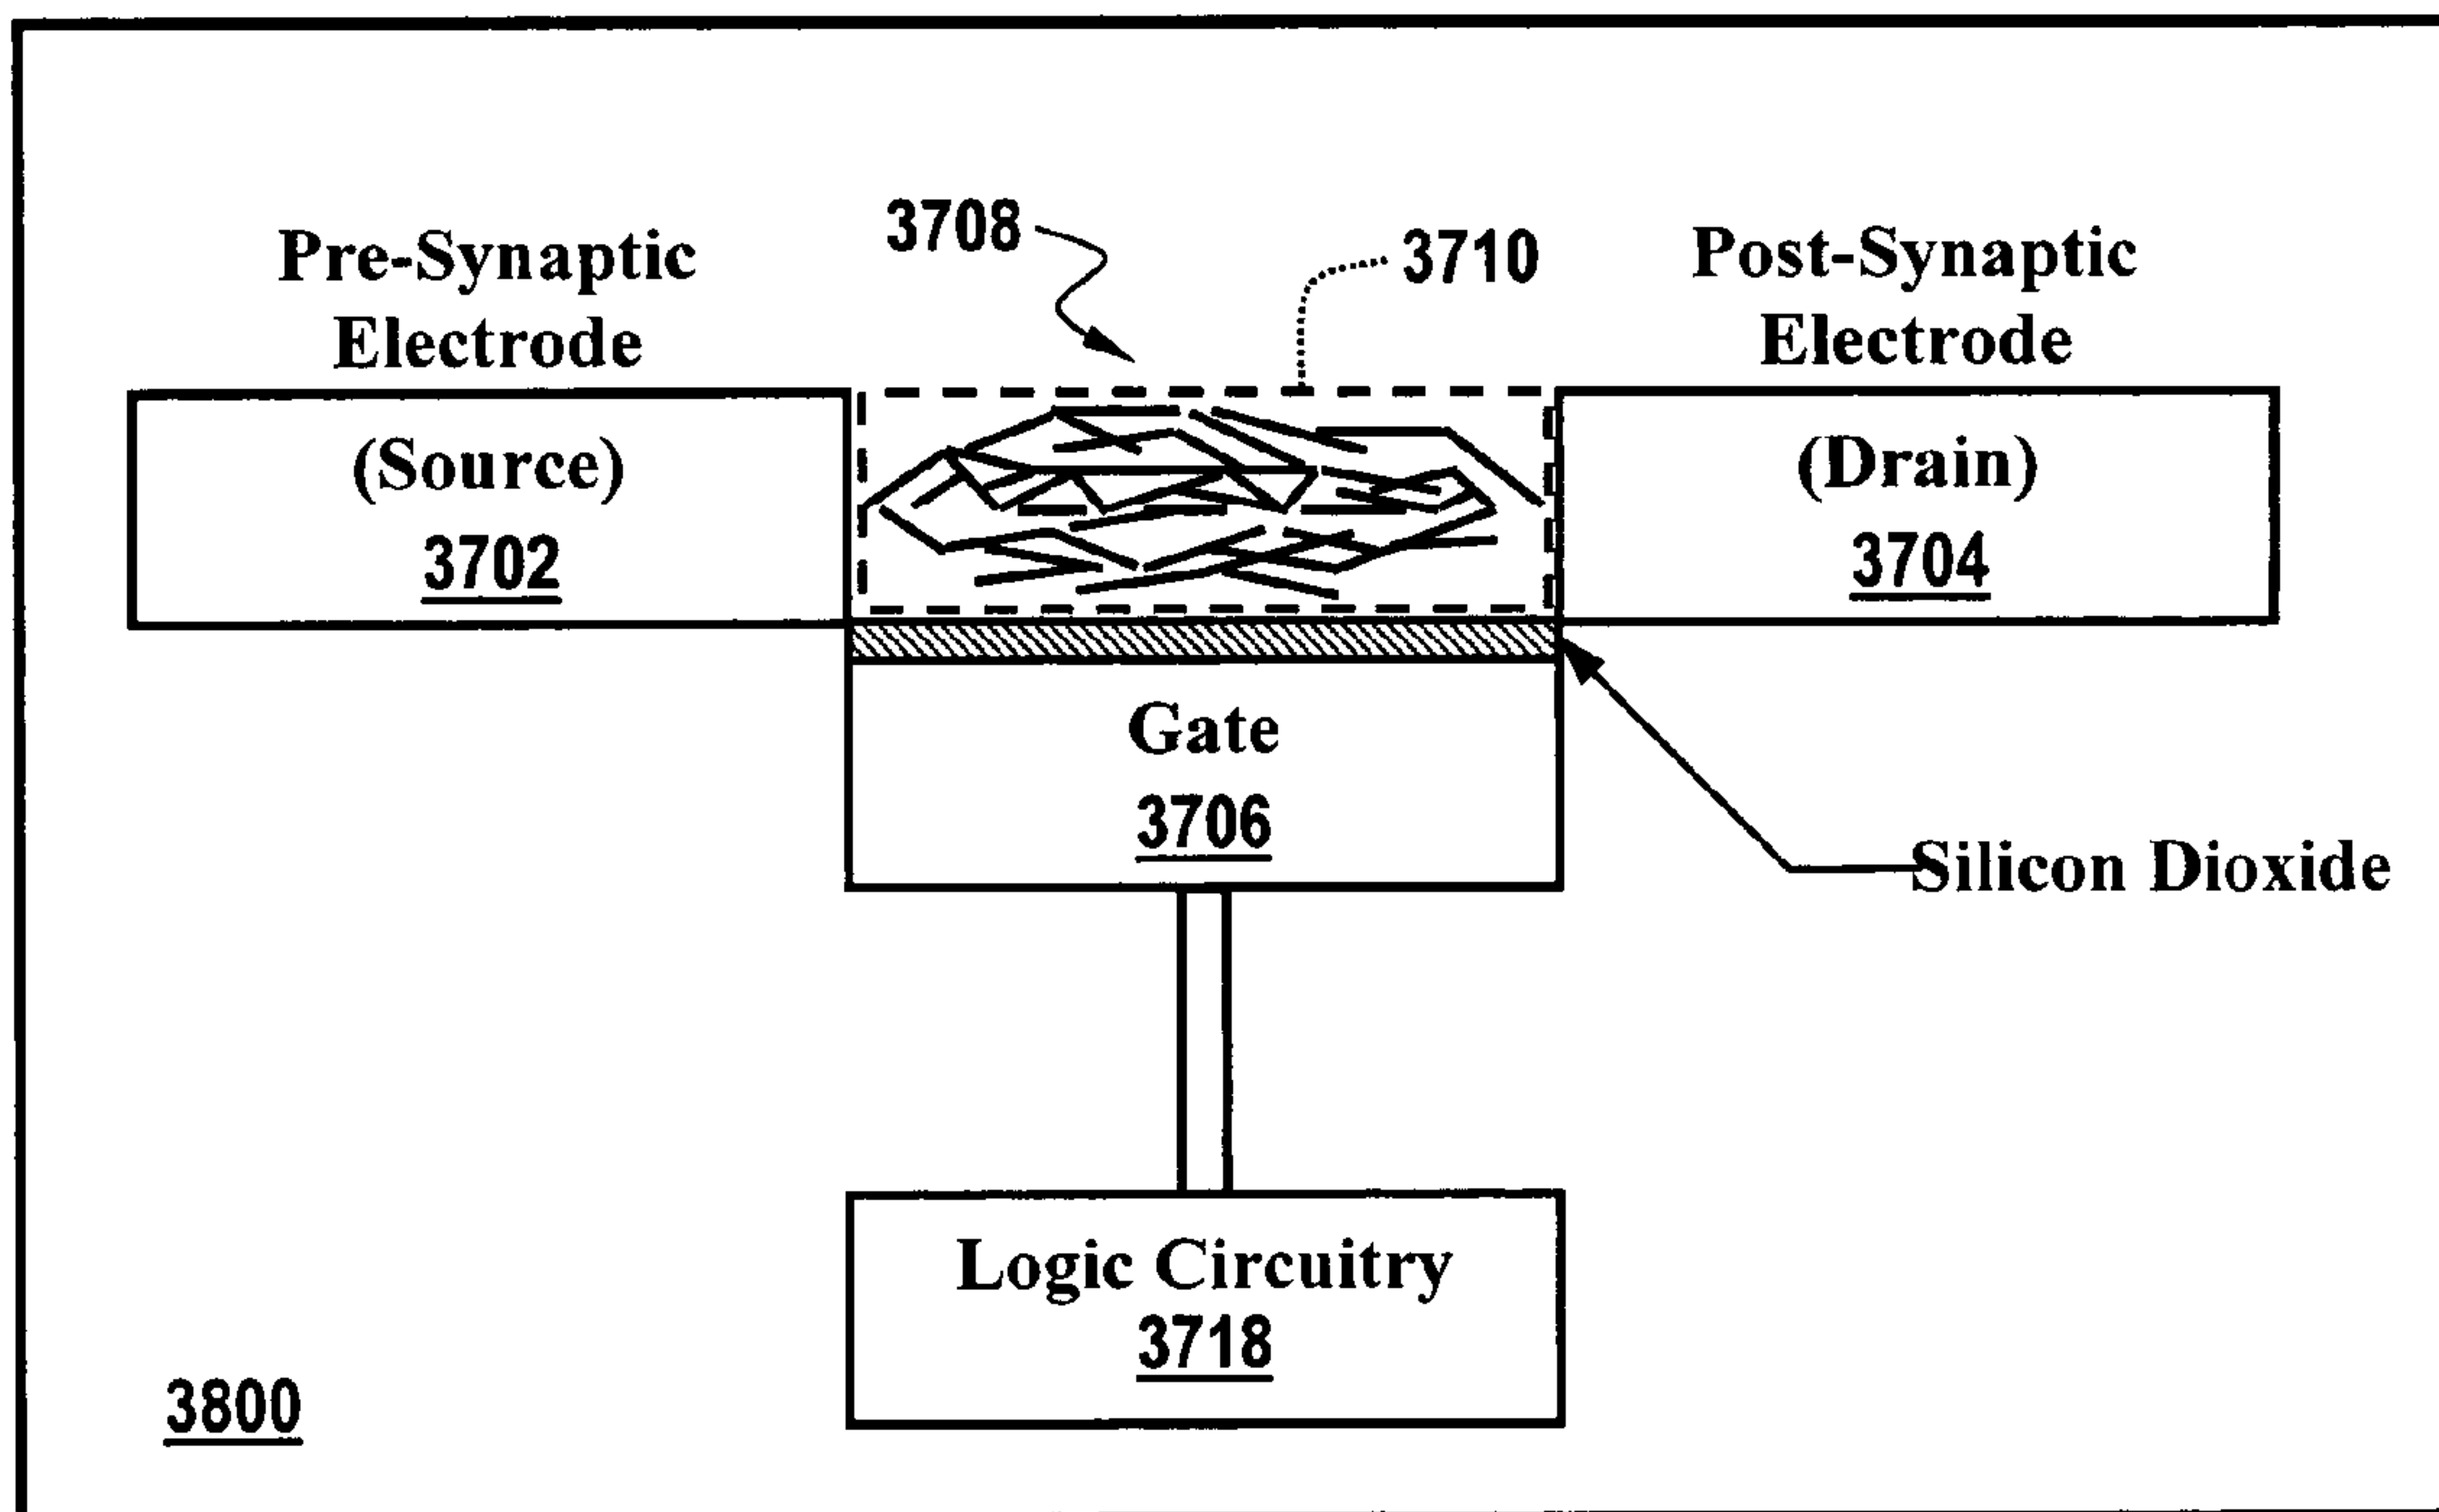 3708
3710
Pre-Synaptic
Electrode
Post-Synaptic
Electrode
(Source)
3702
(Drain)
3704
Gate
3706
Silicon Dioxide
Logic Circuitry
3718
3800